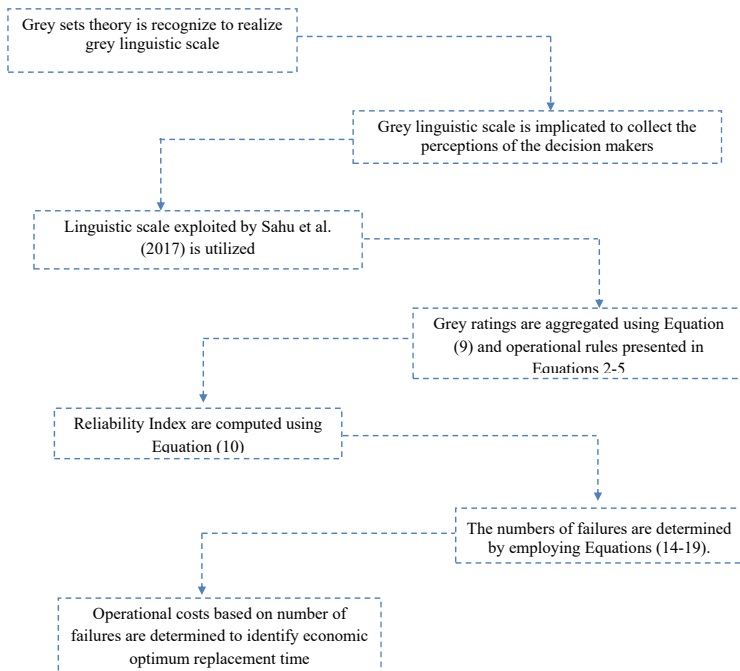 Grey sets theory is recognize to realize
grey linguistic scale
Grey linguistic scale is implicated to collect the
perceptions of the decision makers
Linguistic scale exploited by Sahu et al.
(2017) is utilized
Grey ratings are aggregated using Equation
(9) and operational rules presented in
Equations 2-5
Reliability Index are computed using
Equation (10)
The numbers of failures are determined
by employing Equations (14-19).
Operational costs based on number of
failures are determined to identify economic
optimum replacement time